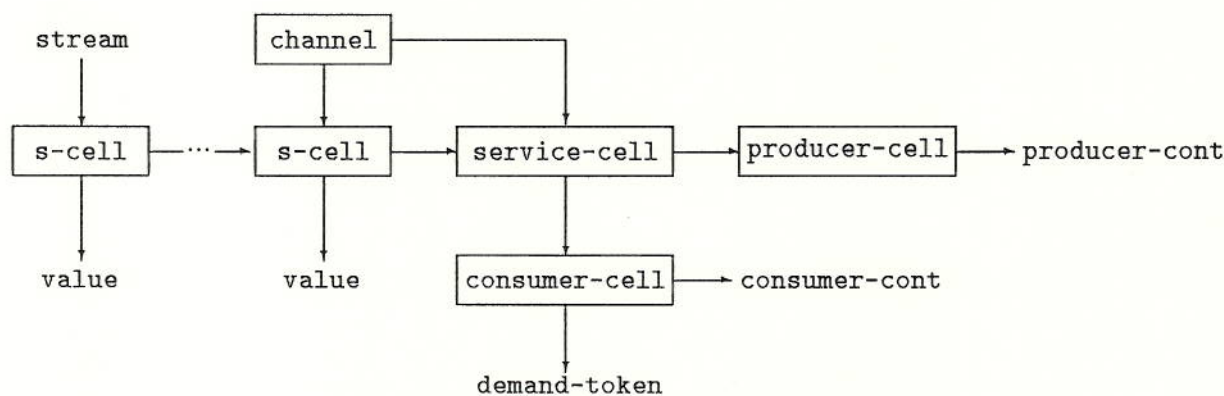 stream channel
s-cell ... s-cell service-cell producer-cell producer-cont
value value consumer-cell consumer-cont
demand-token